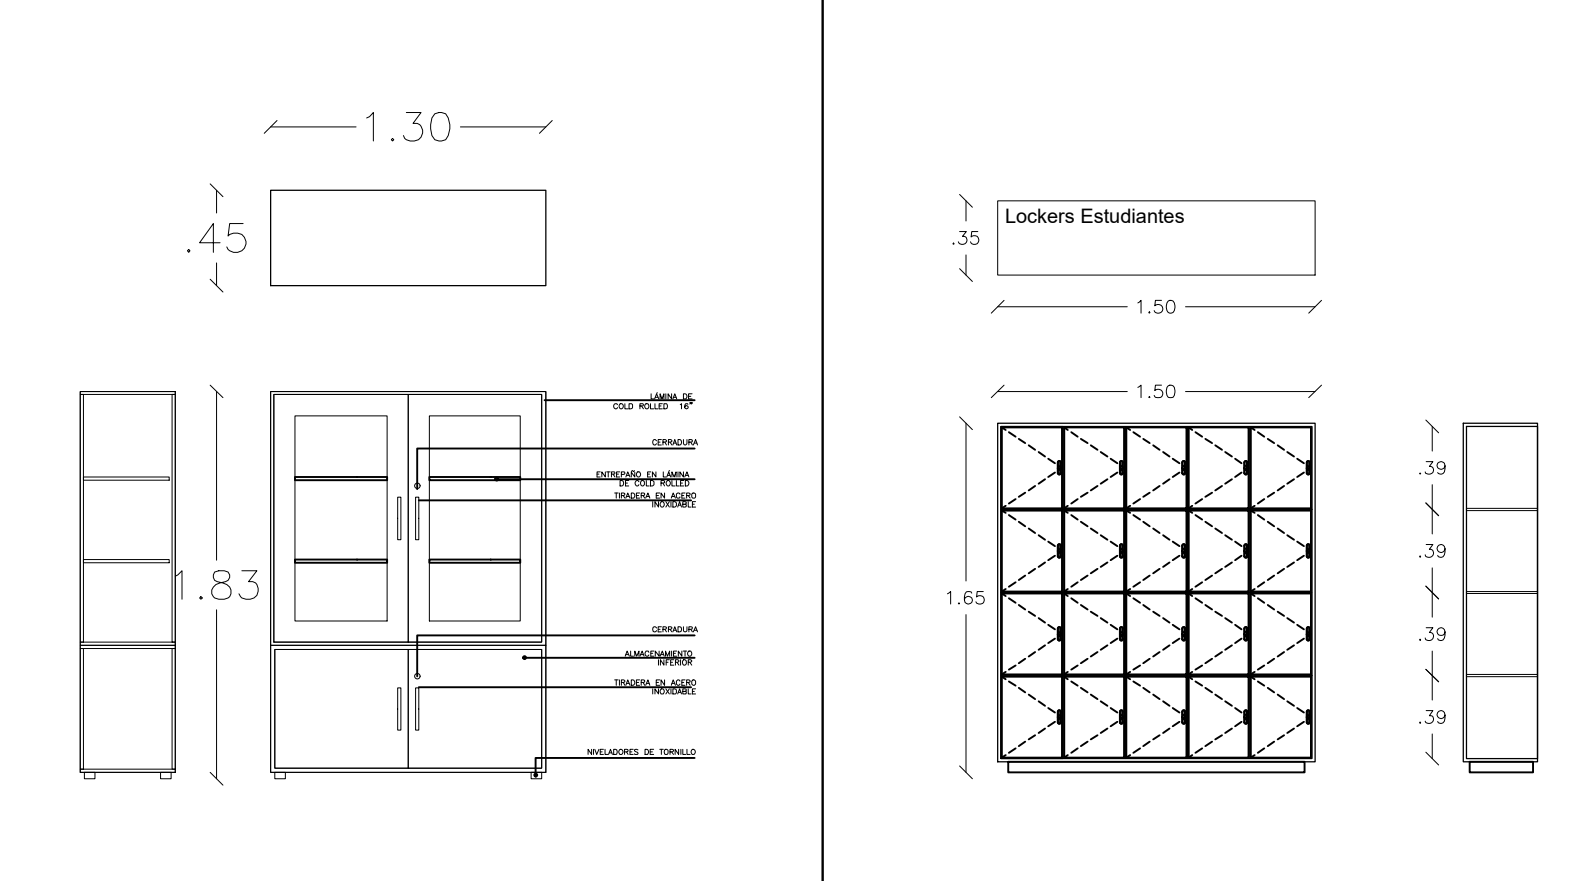 1.30
.45
1.83
LÁMINA DE
COLD ROLLED 16"
CERRADURA
ENTREPAÑO EN LÁMINA
DE COLD ROLLED
TIRADERA EN ACERO
INOXIDABLE
CERRADURA
ALMACENAMIENTO
INFERIOR
TIRADERA EN ACERO
INOXIDABLE
NIVELADORES DE TORNILLO
Lockers Estudiantes
.35
1.50
1.50
1.65
.39
.39
.39
.39